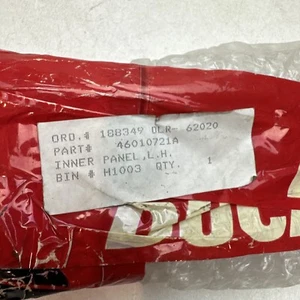 ORD.# 188349 DLR- 62020
PART# 46010721A
INNER PANEL,L.H.
BIN # H1003 QTY. 1